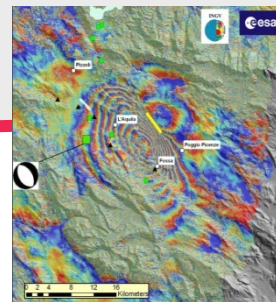 INGV
esa
Pizzoli
L'Aquila
Poggio Picenze
Fossa
0 2 4 8 12 16
Kilometers